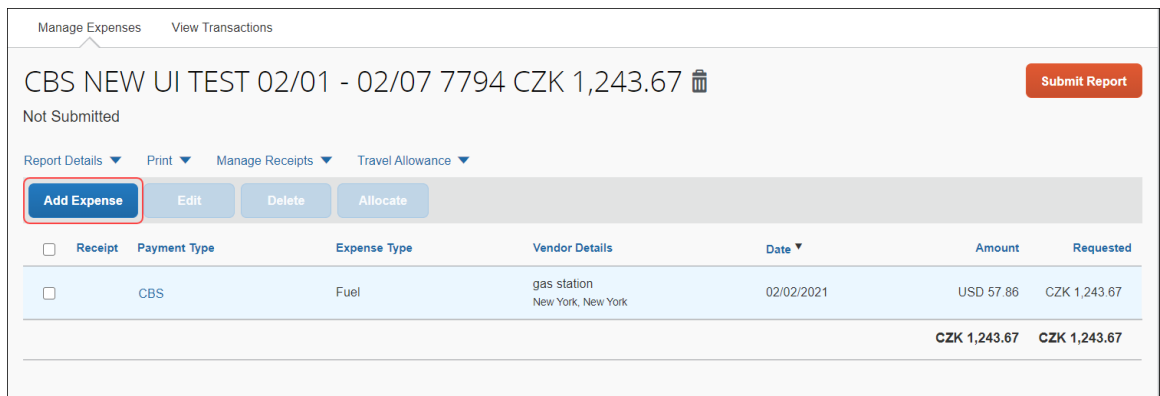 Manage Expenses View Transactions
CBS NEW UI TEST 02/01 - 02/07 7794 CZK 1,243.67
Submit Report
Not Submitted
Report Details Print Manage Receipts Travel Allowance
Add Expense Edit Delete Allocate
Receipt Payment Type Expense Type Vendor Details Date Amount Requested
CBS Fuel gas station 02/02/2021 USD 57.86 CZK 1,243.67
New York, New York
CZK 1,243.67 CZK 1,243.67